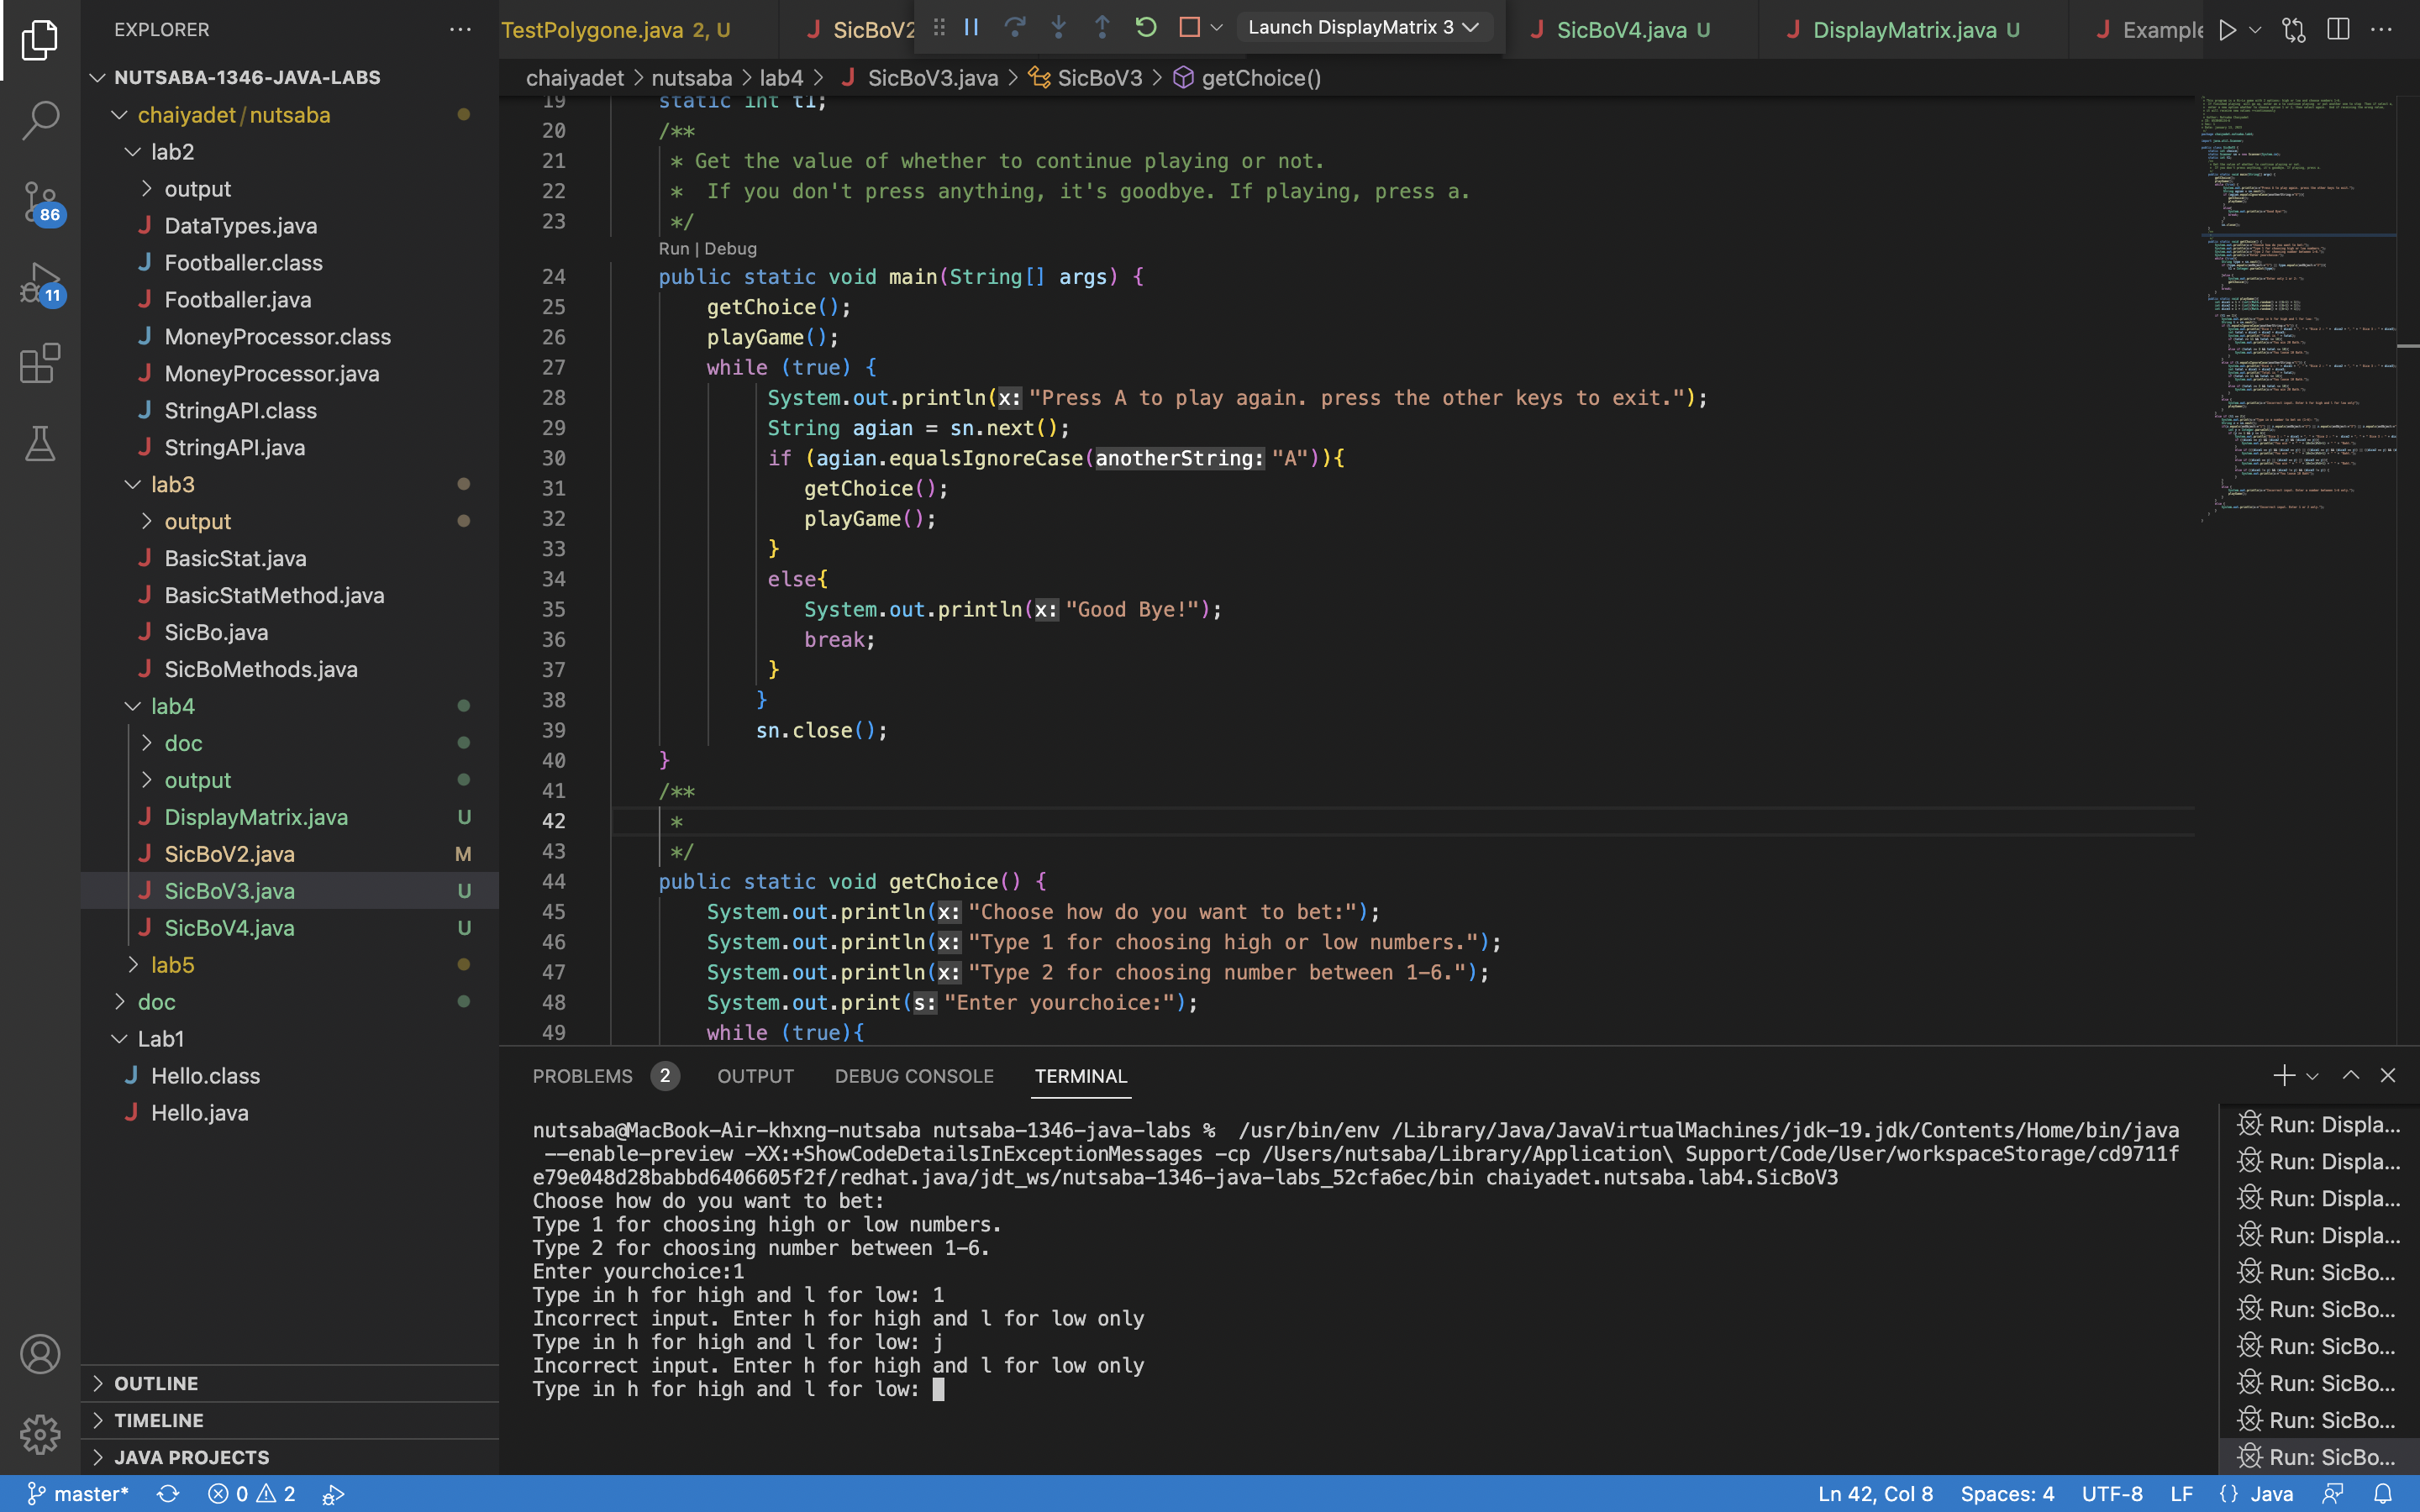 EXPLORER
NUTSABA-1346-JAVA-LABS
chaiyadet/nutsaba
lab2
output
DataTypes.java
Footballer.class
Footballer.java
MoneyProcessor.class
MoneyProcessor.java
StringAPI.class
StringAPI.java
lab3
output
BasicStat.java
BasicStatMethod.java
SicBo.java
SicBoMethods.java
lab4
doc
output
DisplayMatrix.java U
SicBoV2.java M
SicBoV3.java U
SicBoV4.java U
lab5
doc
Lab1
Hello.class
Hello.java
OUTLINE
TIMELINE
JAVA PROJECTS
86
11
TestPolygone.java 2, U
SicBoV2
Launch DisplayMatrix 3
SicBoV4.java U
DisplayMatrix.java U
Example
chaiyadet > nutsaba > lab4 > SicBoV3.java > SicBoV3 > getChoice()
19 static int t1;
20 /**
21 * Get the value of whether to continue playing or not.
22 * If you don't press anything, it's goodbye. If playing, press a.
23 */
Run | Debug
24 public static void main(String[] args) {
25 getChoice();
26 playGame();
27 while (true) {
28 System.out.println(x: "Press A to play again. press the other keys to exit.");
29 String agian = sn.next();
30 if (agian.equalsIgnoreCase(anotherString: "A")){
31 getChoice();
32 playGame();
33 }
34 else{
35 System.out.println(x: "Good Bye!");
36 break;
37 }
38 }
39 sn.close();
40 }
41 /**
42 *
43 */
44 public static void getChoice() {
45 System.out.println(x: "Choose how do you want to bet:");
46 System.out.println(x: "Type 1 for choosing high or low numbers.");
47 System.out.println(x: "Type 2 for choosing number between 1-6.");
48 System.out.print(s: "Enter yourchoice:");
49 while (true){
PROBLEMS 2 OUTPUT DEBUG CONSOLE TERMINAL
nutsaba@MacBook-Air-khxng-nutsaba nutsaba-1346-java-labs % /usr/bin/env /Library/Java/JavaVirtualMachines/jdk-19.jdk/Contents/Home/bin/java
--enable-preview -XX:+ShowCodeDetailsInExceptionMessages -cp /Users/nutsaba/Library/Application\ Support/Code/User/workspaceStorage/cd9711f
e79e048d28babbd6406605f2f/redhat.java/jdt_ws/nutsaba-1346-java-labs_52cfa6ec/bin chaiyadet.nutsaba.lab4.SicBoV3
Choose how do you want to bet:
Type 1 for choosing high or low numbers.
Type 2 for choosing number between 1-6.
Enter yourchoice:1
Type in h for high and l for low: 1
Incorrect input. Enter h for high and l for low only
Type in h for high and l for low: j
Incorrect input. Enter h for high and l for low only
Type in h for high and l for low:
Run: Displa...
Run: Displa...
Run: Displa...
Run: Displa...
Run: SicBo...
Run: SicBo...
Run: SicBo...
Run: SicBo...
Run: SicBo...
Run: SicBo...
master* 0 2
Ln 42, Col 8 Spaces: 4 UTF-8 LF {} Java